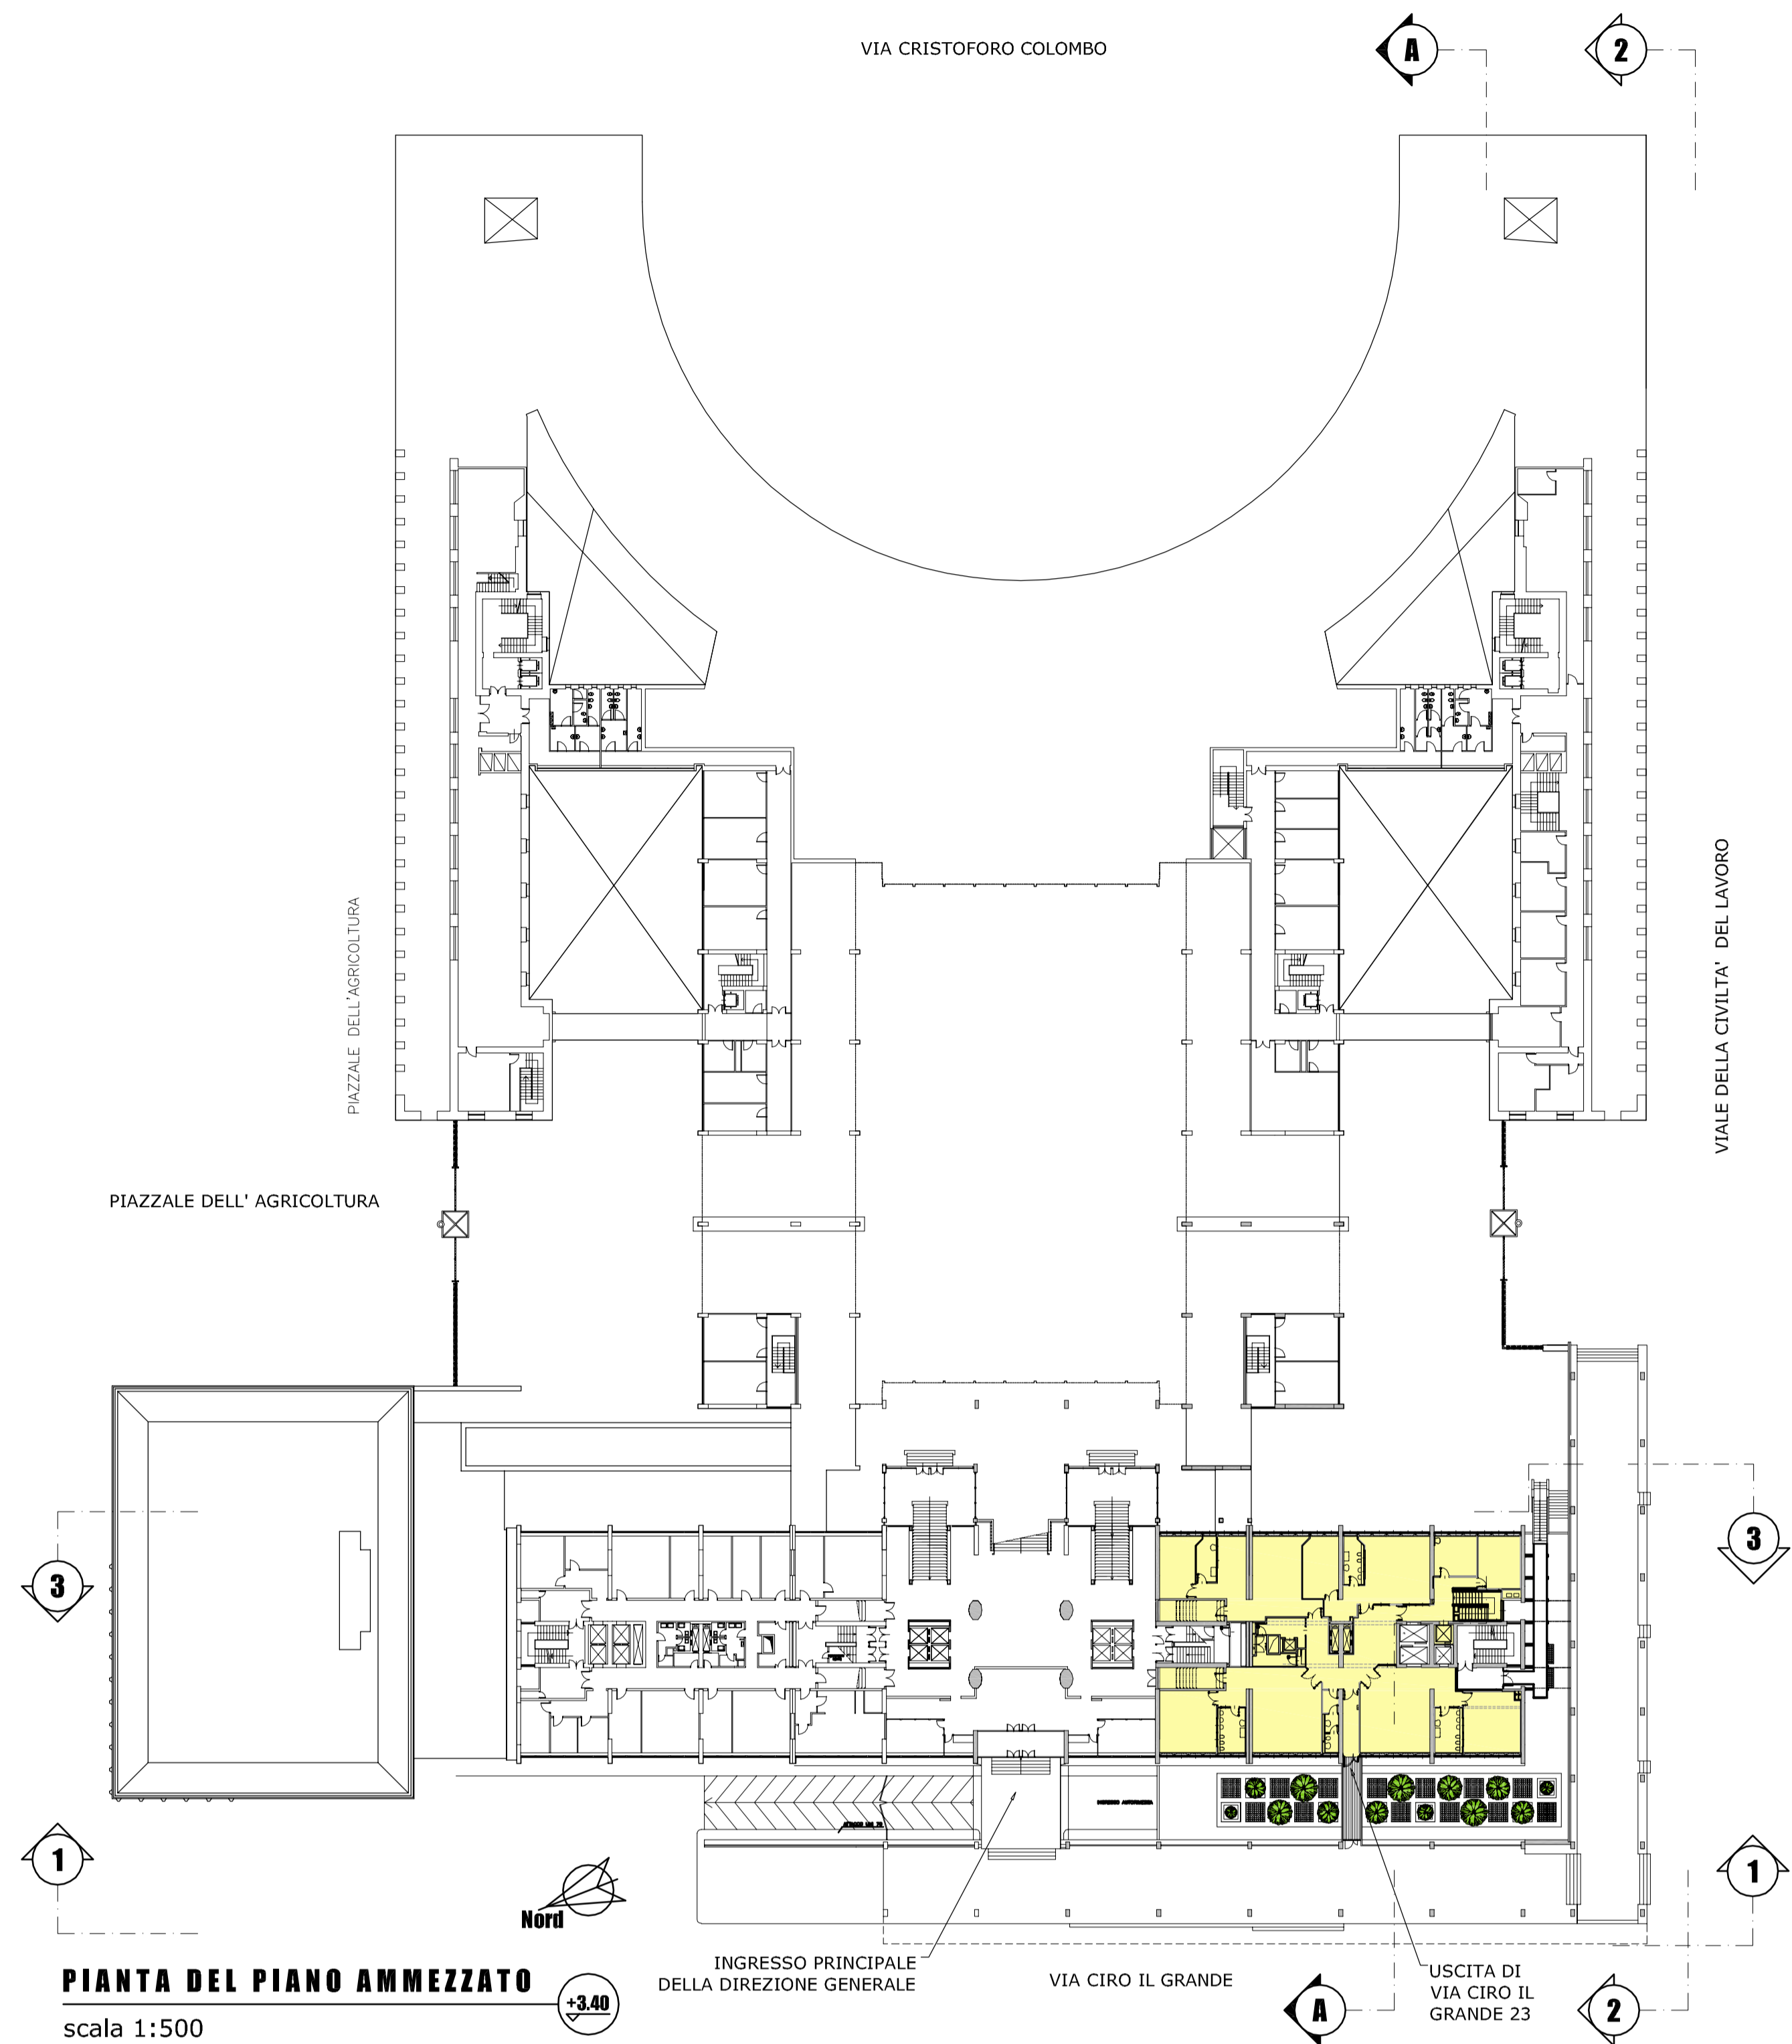 VIA CRISTOFORO COLOMBO
A
2
PIAZZALE DELL'AGRICOLTURA
VIALE DELLA CIVILTA' DEL LAVORO
PIAZZALE DELL' AGRICOLTURA
3
3
INGRESSO AUTORIMESSA
1
1
Nord
INGRESSO PRINCIPALE
DELLA DIREZIONE GENERALE
VIA CIRO IL GRANDE
USCITA DI
VIA CIRO IL
GRANDE 23
A
2
PIANTA DEL PIANO AMMEZZATO
+3.40
scala 1:500